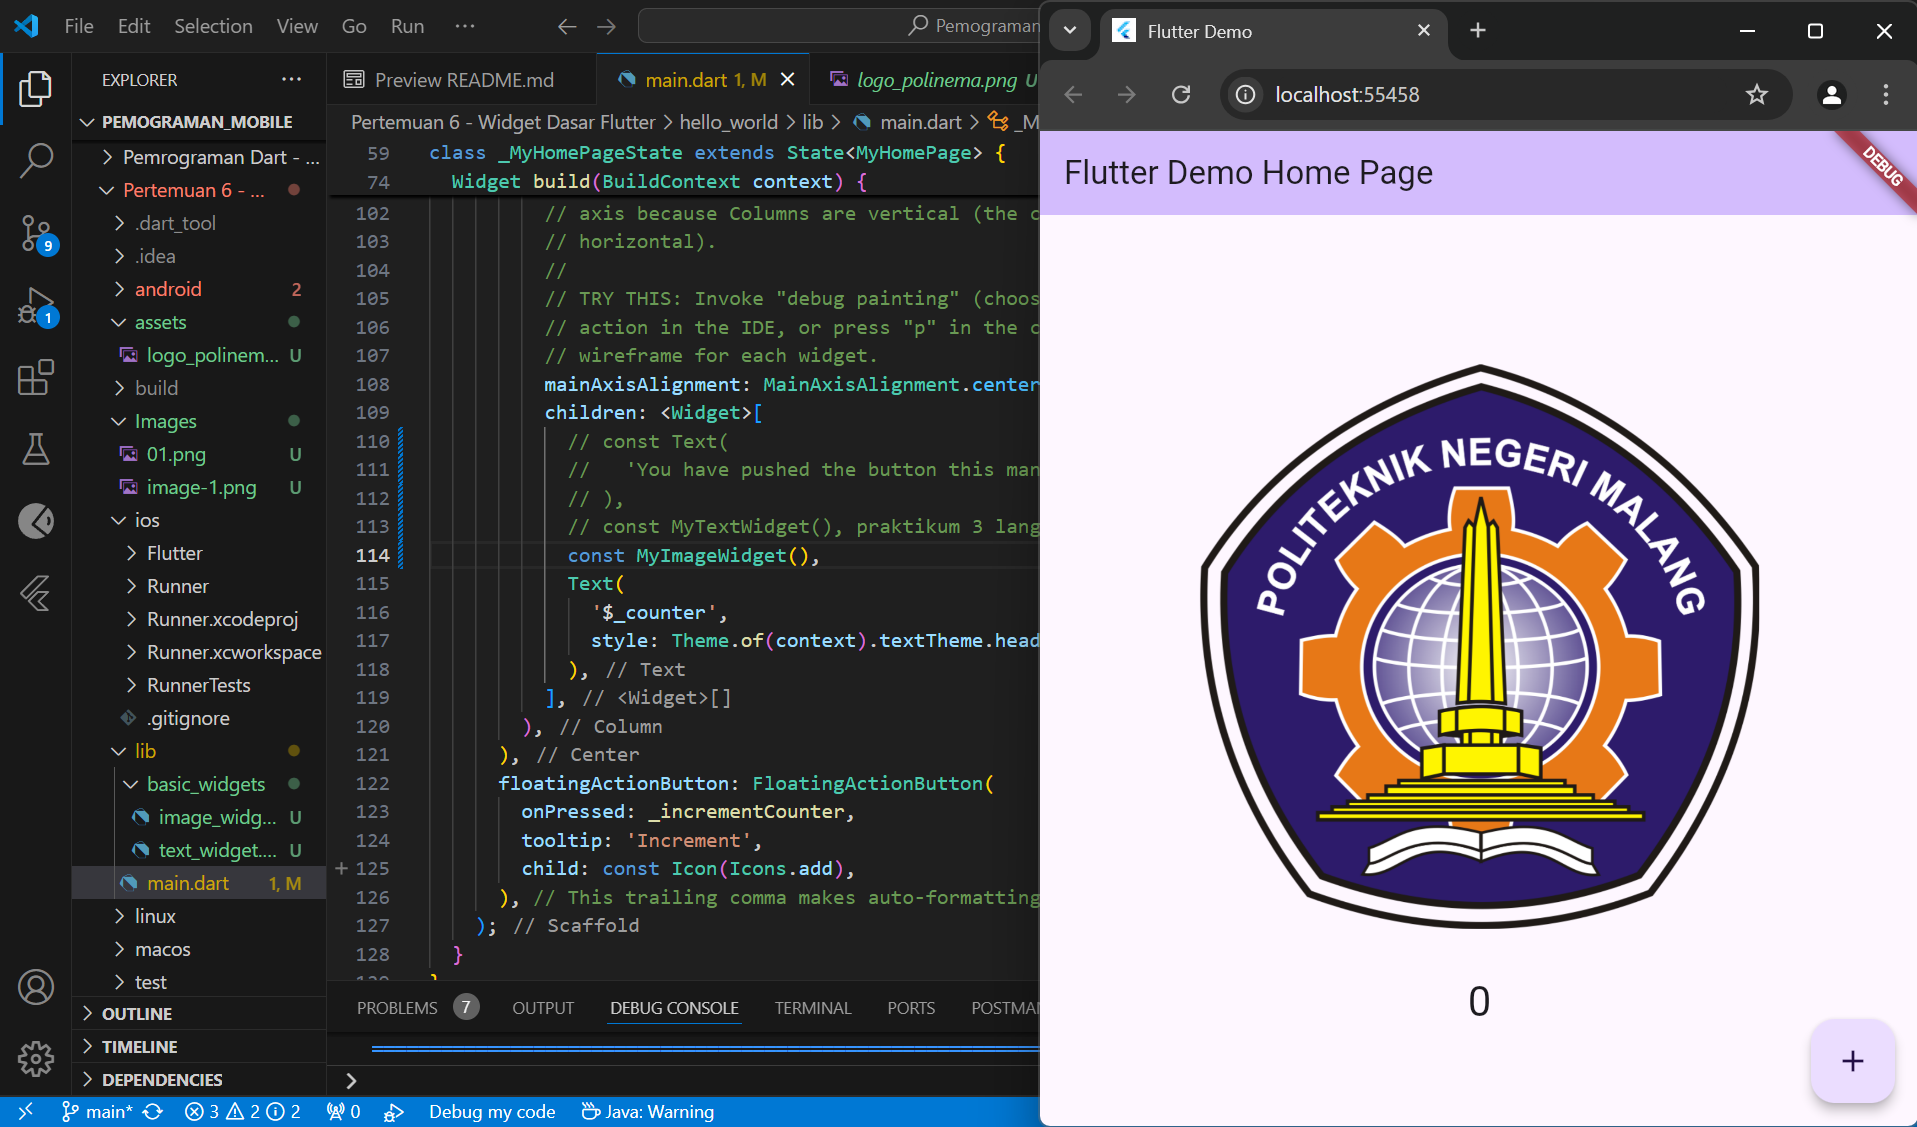 File Edit Selection View Go Run ··· Pemograman
EXPLORER ···
PEMOGRAMAN_MOBILE
Pemrograman Dart - ...
Pertemuan 6 - ...
.dart_tool
.idea
android 2
assets
logo_polinem... U
build
Images
01.png U
image-1.png U
ios
Flutter
Runner
Runner.xcodeproj
Runner.xcworkspace
RunnerTests
.gitignore
lib
basic_widgets
image_widg... U
text_widget.... U
main.dart 1, M
linux
macos
test
OUTLINE
TIMELINE
DEPENDENCIES
9
1
Preview README.md main.dart 1, M logo_polinema.png U
Pertemuan 6 - Widget Dasar Flutter > hello_world > lib > main.dart > _M
59 class _MyHomePageState extends State<MyHomePage> {
74 Widget build(BuildContext context) {
102 // axis because Columns are vertical (the c
103 // horizontal).
104 //
105 // TRY THIS: Invoke "debug painting" (choos
106 // action in the IDE, or press "p" in the c
107 // wireframe for each widget.
108 mainAxisAlignment: MainAxisAlignment.center
109 children: <Widget>[
110 // const Text(
111 //   'You have pushed the button this man
112 // ),
113 // const MyTextWidget(), praktikum 3 lang
114 const MyImageWidget(),
115 Text(
116 '$_counter',
117 style: Theme.of(context).textTheme.head
118 ), // Text
119 ], // <Widget>[]
120 ), // Column
121 ), // Center
122 floatingActionButton: FloatingActionButton(
123 onPressed: _incrementCounter,
124 tooltip: 'Increment',
125 child: const Icon(Icons.add),
126 ), // This trailing comma makes auto-formatting
127 ); // Scaffold
128 }
PROBLEMS 7 OUTPUT DEBUG CONSOLE TERMINAL PORTS POSTMA
main* 3 2 2 0 Debug my code Java: Warning
Flutter Demo
localhost:55458
Flutter Demo Home Page
DEBUG
POLITEKNIK NEGERI MALANG
0
+